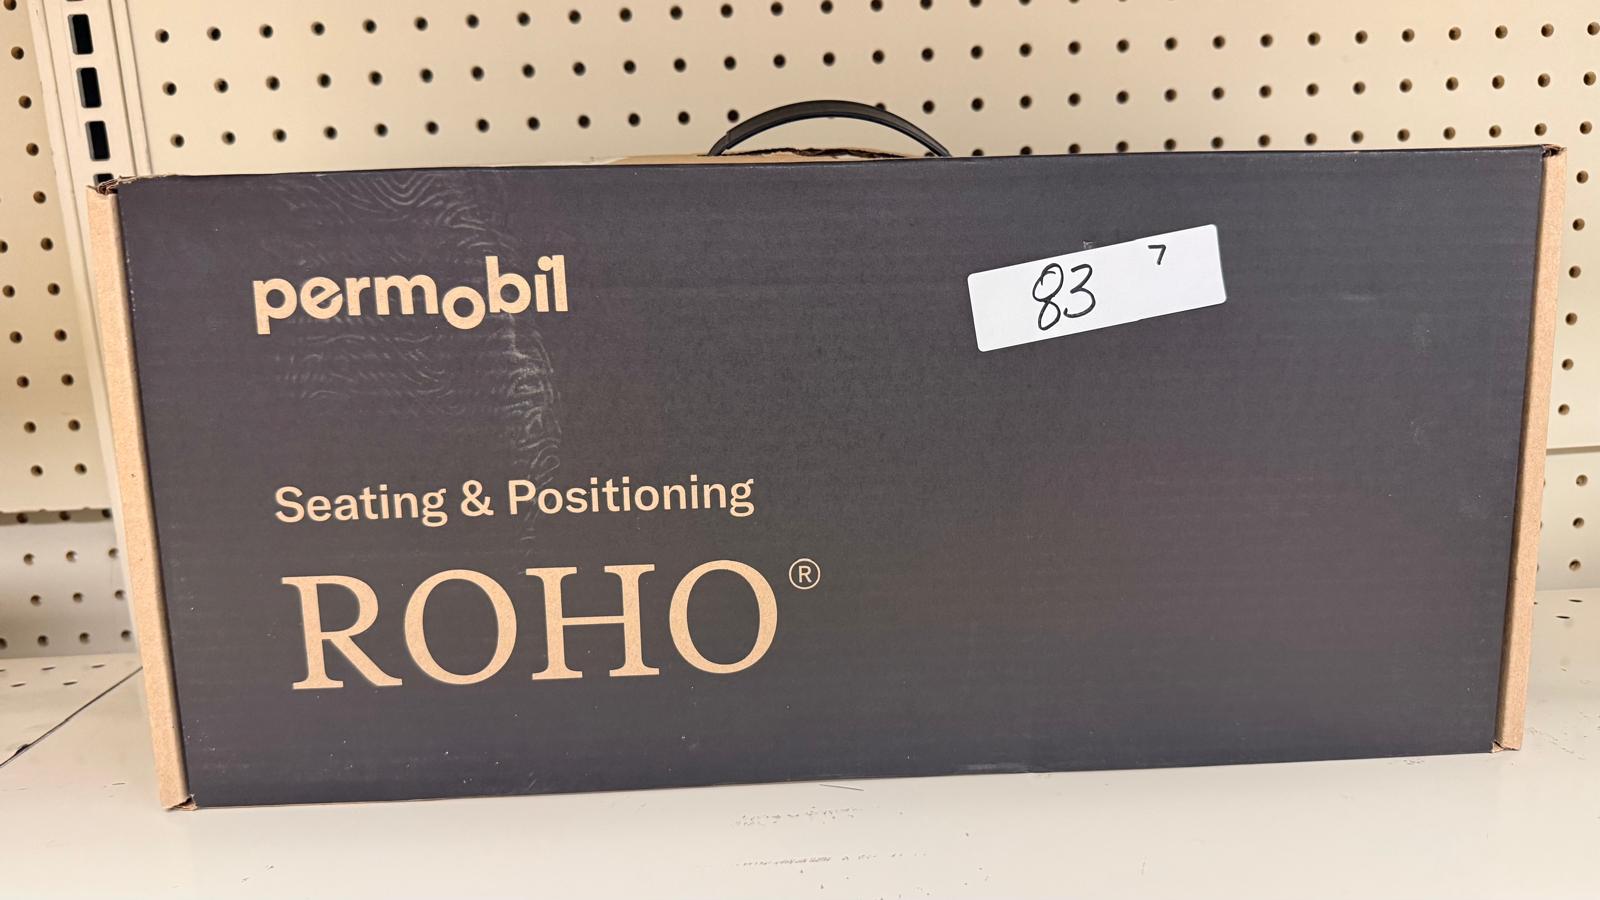 permobil
83 7
Seating & Positioning
ROHO®